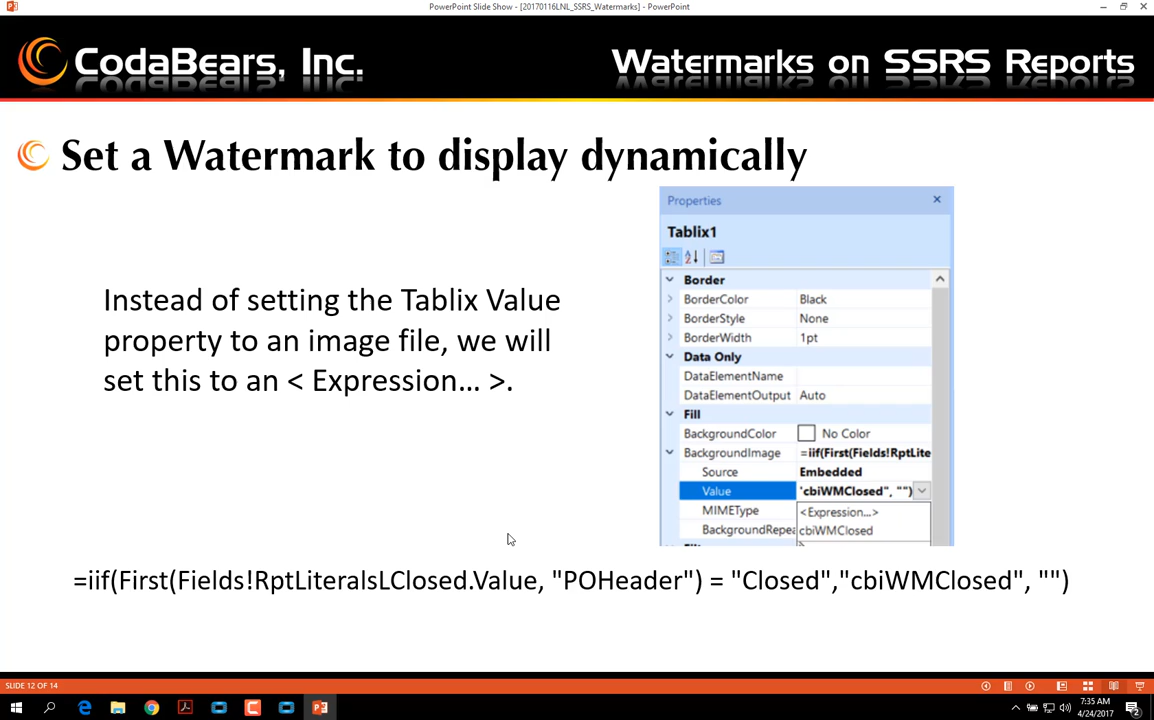 PowerPoint Slide Show - [20170116LNL_SSRS_Watermarks] - PowerPoint
CodaBears, Inc.
Watermarks on SSRS Reports
Set a Watermark to display dynamically
Instead of setting the Tablix Value
property to an image file, we will
set this to an < Expression... >.
Properties
Tablix1
Border
BorderColor Black
BorderStyle None
BorderWidth 1pt
Data Only
DataElementName
DataElementOutput Auto
Fill
BackgroundColor No Color
BackgroundImage =iif(First(Fields!RptLite
Source Embedded
Value 'cbiWMClosed", "")
MIMEType <Expression...>
BackgroundRepea cbiWMClosed
=iif(First(Fields!RptLiteralsLClosed.Value, "POHeader") = "Closed","cbiWMClosed", "")
SLIDE 12 OF 14
7:35 AM
4/24/2017
2